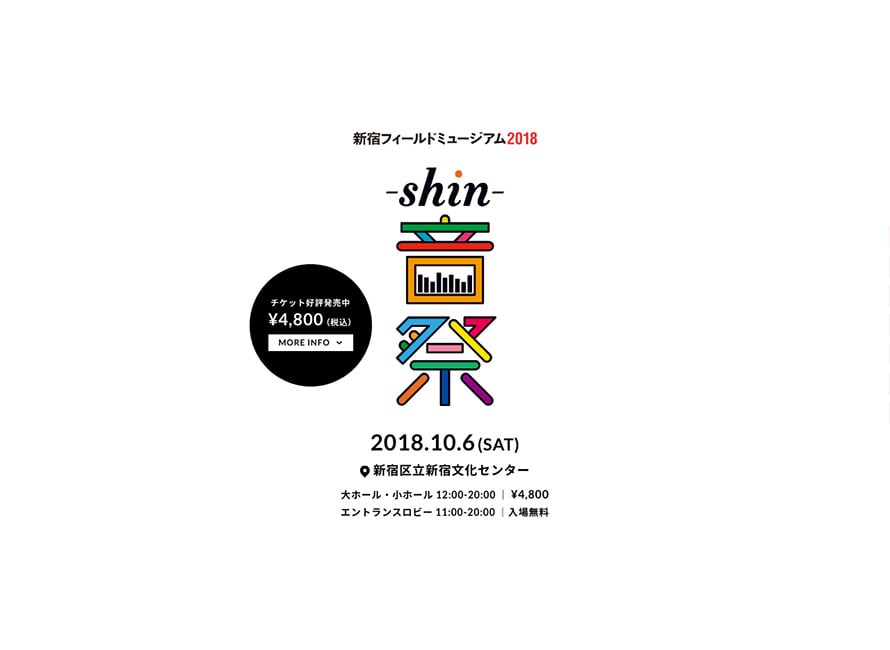 新宿フィールドミュージアム2018
-shin-
音
祭
チケット好評発売中
¥4,800 (税込)
MORE INFO
2018.10.6 (SAT)
新宿区立新宿文化センター
大ホール・小ホール 12:00-20:00 | ¥4,800
エントランスロビー 11:00-20:00 | 入場無料